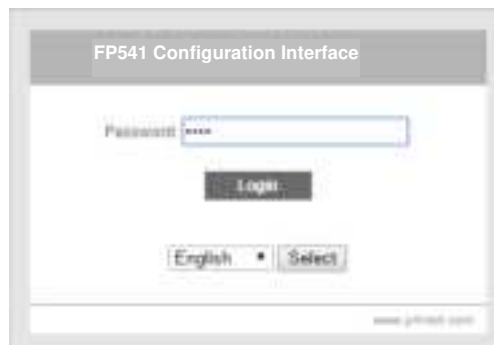 FP541 Configuration Interface
Password ••••
Login
English Select